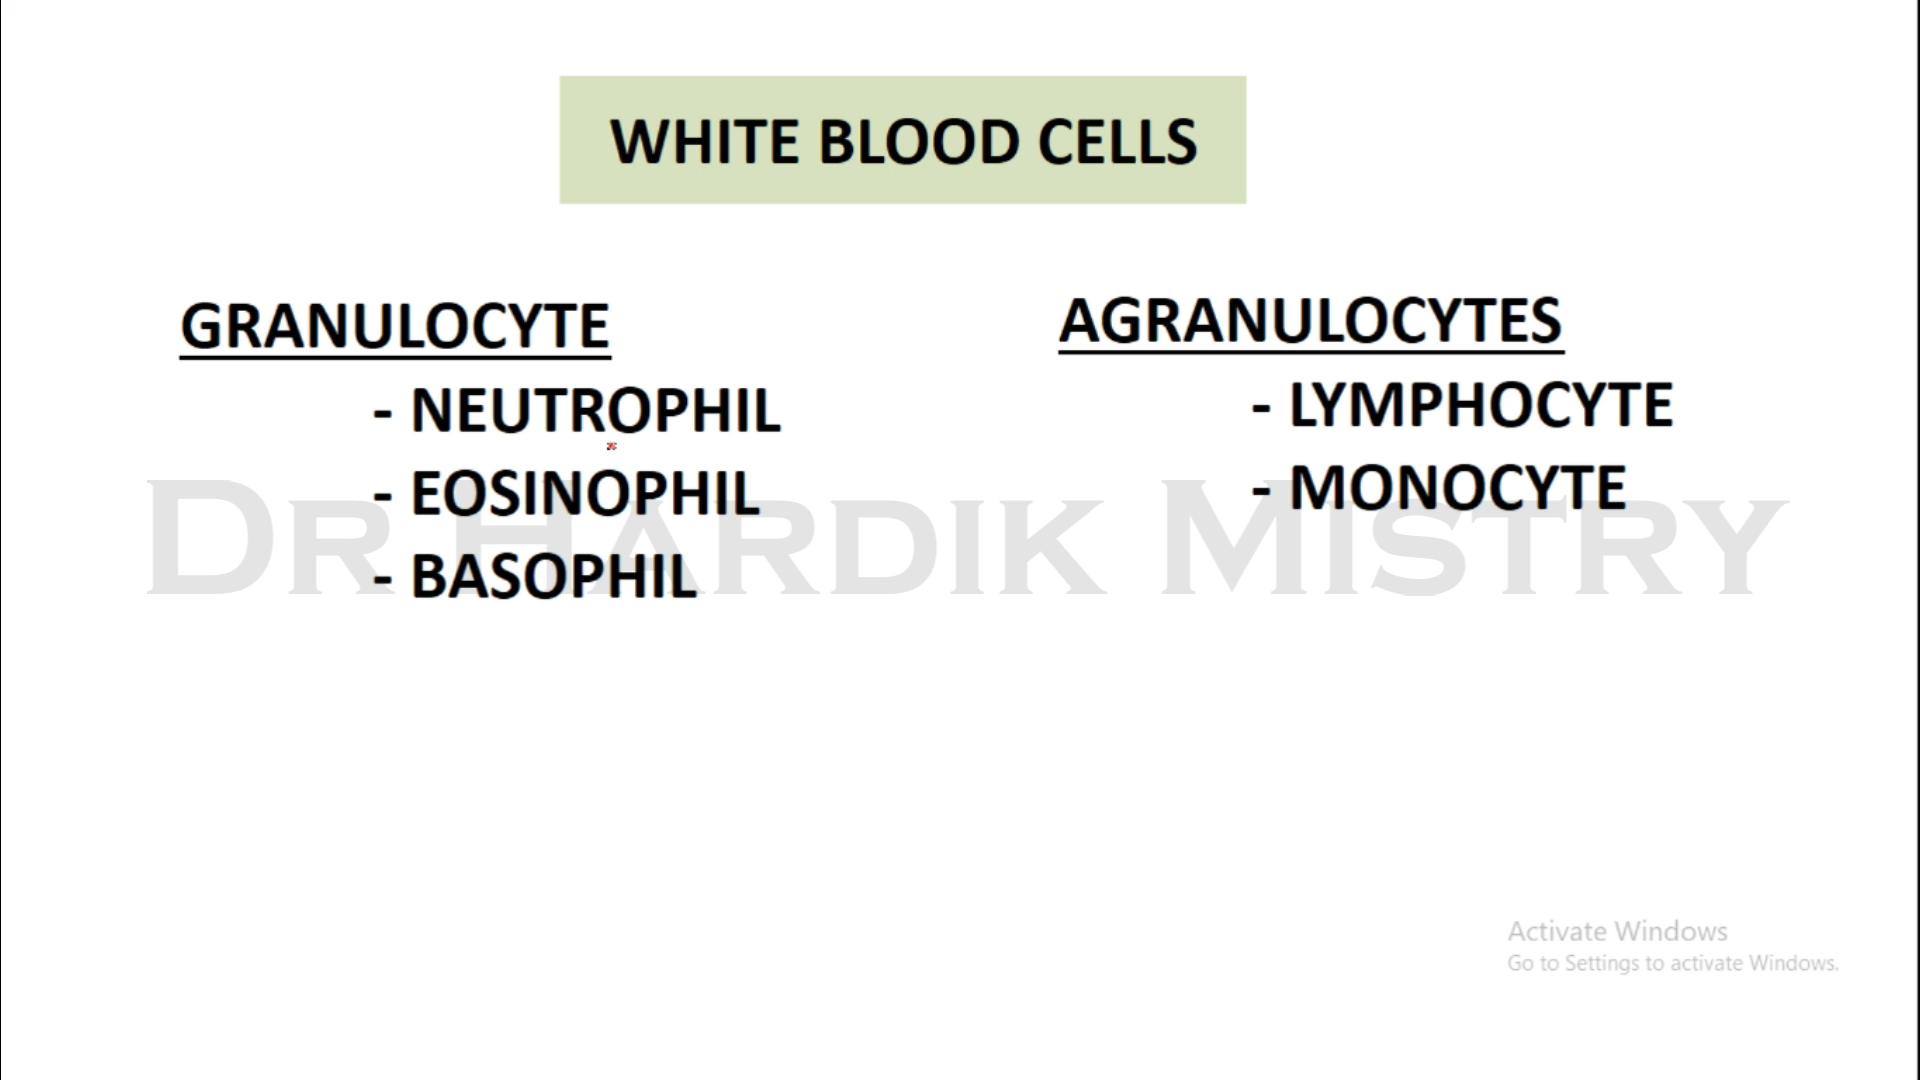 WHITE BLOOD CELLS
GRANULOCYTE
- NEUTROPHIL
- EOSINOPHIL
- BASOPHIL
AGRANULOCYTES
- LYMPHOCYTE
- MONOCYTE
DR HARDIK MISTRY
Activate Windows
Go to Settings to activate Windows.